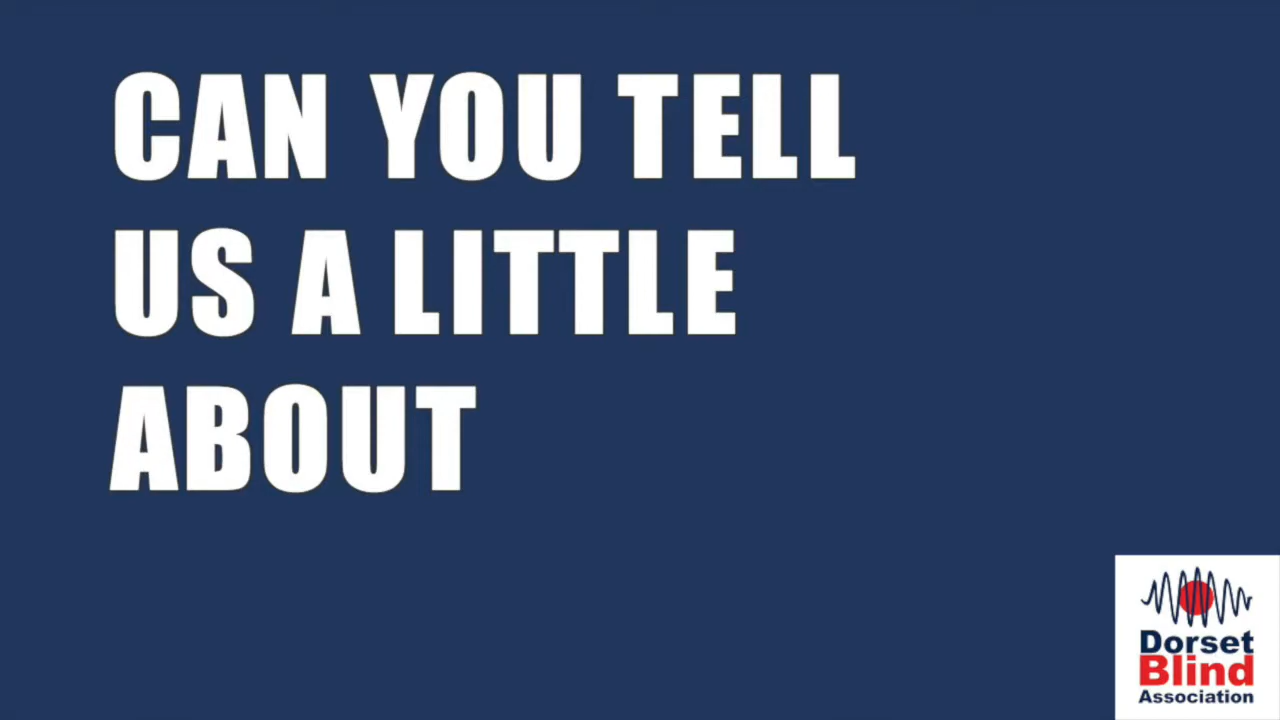 CAN YOU TELL
US A LITTLE
ABOUT
Dorset
Blind
Association